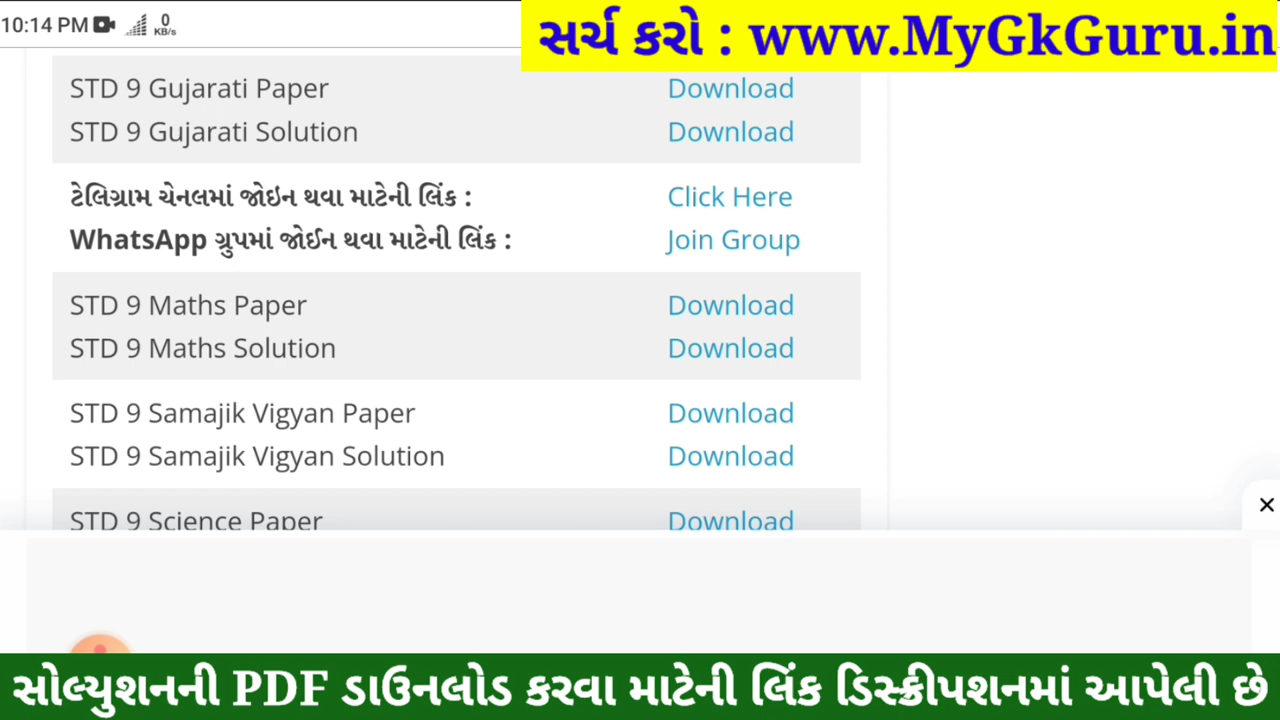 10:14 PM 0 KB/s
સર્ચ કરો : www.MyGkGuru.in
STD 9 Gujarati Paper Download
STD 9 Gujarati Solution Download
ટેલિગ્રામ ચેનલમાં જોઇન થવા માટેની લિંક : Click Here
WhatsApp ગ્રુપમાં જોઈન થવા માટેની લિંક : Join Group
STD 9 Maths Paper Download
STD 9 Maths Solution Download
STD 9 Samajik Vigyan Paper Download
STD 9 Samajik Vigyan Solution Download
STD 9 Science Paper Download
સોલ્યુશનની PDF ડાઉનલોડ કરવા માટેની લિંક ડિસ્ક્રીપશનમાં આપેલી છે